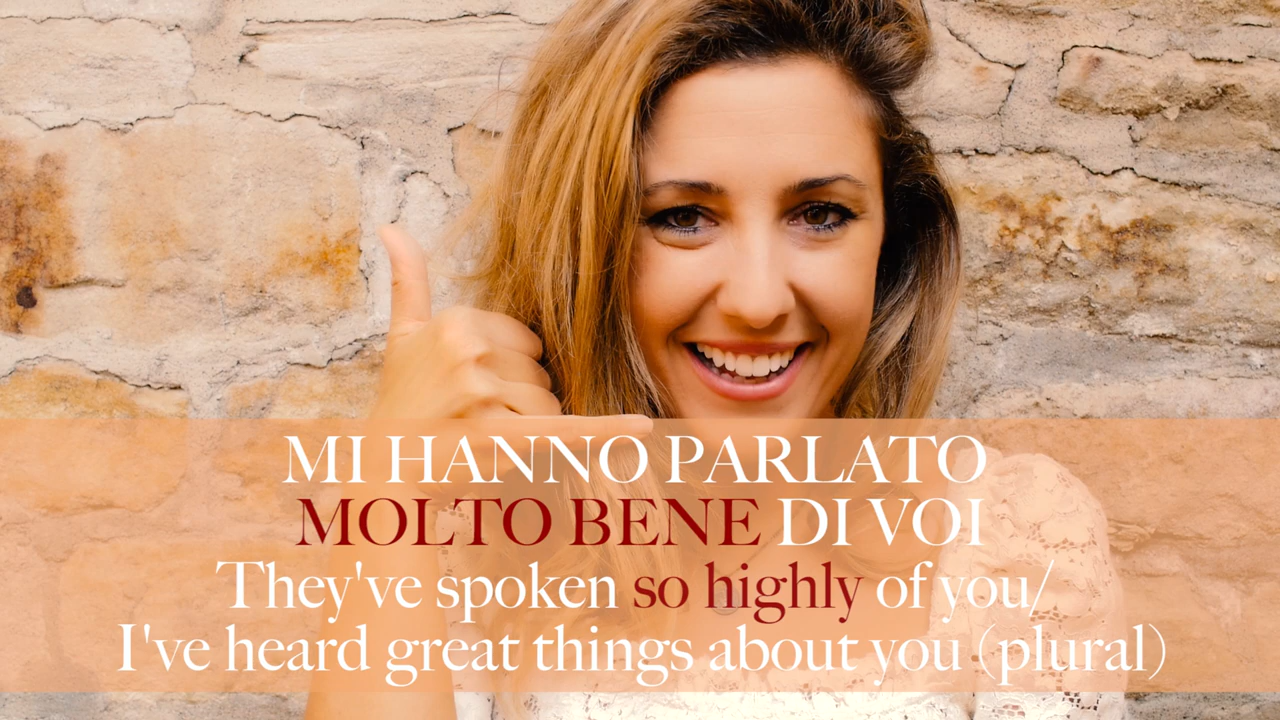 MI HANNO PARLATO
MOLTO BENE DI VOI
They've spoken so highly of you/
I've heard great things about you (plural)